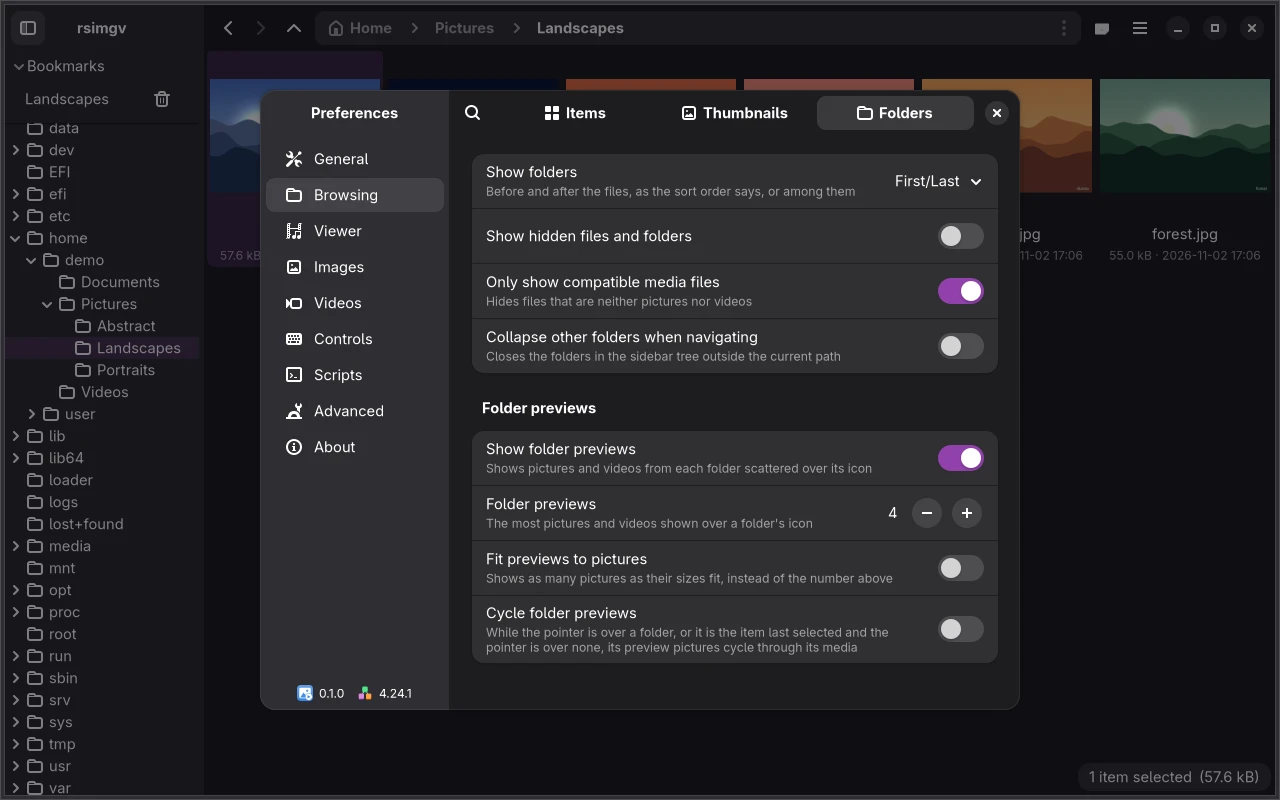 rsimgv
Home
Pictures
Landscapes
Bookmarks
Landscapes
data
dev
EFI
efi
etc
home
demo
Documents
Pictures
Abstract
Landscapes
Portraits
Videos
user
lib
lib64
loader
logs
lost+found
media
mnt
opt
proc
root
run
sbin
srv
sys
tmp
usr
var
57.6 kB
jpg
11-02 17:06
forest.jpg
55.0 kB · 2026-11-02 17:06
Preferences
General
Browsing
Viewer
Images
Videos
Controls
Scripts
Advanced
About
0.1.0
4.24.1
Items
Thumbnails
Folders
Show folders
Before and after the files, as the sort order says, or among them
First/Last
Show hidden files and folders
Only show compatible media files
Hides files that are neither pictures nor videos
Collapse other folders when navigating
Closes the folders in the sidebar tree outside the current path
Folder previews
Show folder previews
Shows pictures and videos from each folder scattered over its icon
Folder previews
The most pictures and videos shown over a folder's icon
4
Fit previews to pictures
Shows as many pictures as their sizes fit, instead of the number above
Cycle folder previews
While the pointer is over a folder, or it is the item last selected and the
pointer is over none, its preview pictures cycle through its media
1 item selected (57.6 kB)